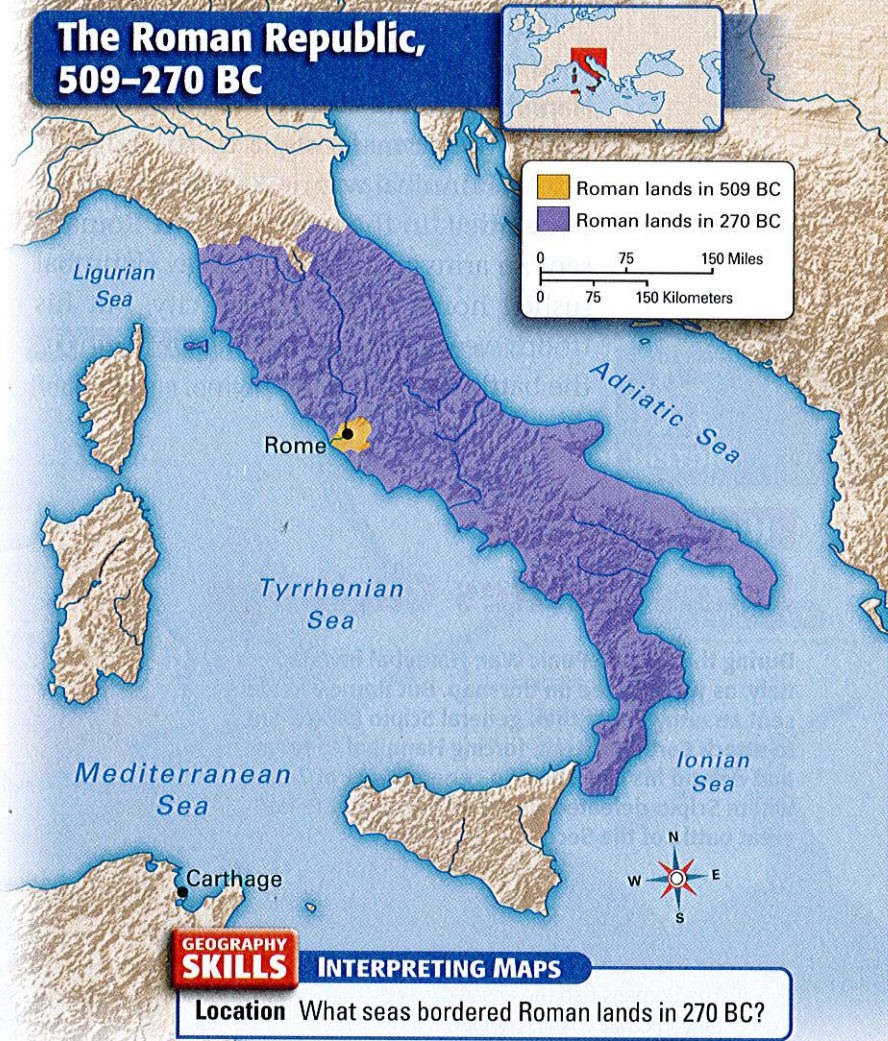 The Roman Republic,
509–270 BC
Roman lands in 509 BC
Roman lands in 270 BC
0 75 150 Miles
0 75 150 Kilometers
Ligurian
Sea
Adriatic Sea
Rome
Tyrrhenian
Sea
Mediterranean
Sea
Ionian
Sea
N
W E
S
Carthage
GEOGRAPHY
SKILLS
INTERPRETING MAPS
Location What seas bordered Roman lands in 270 BC?